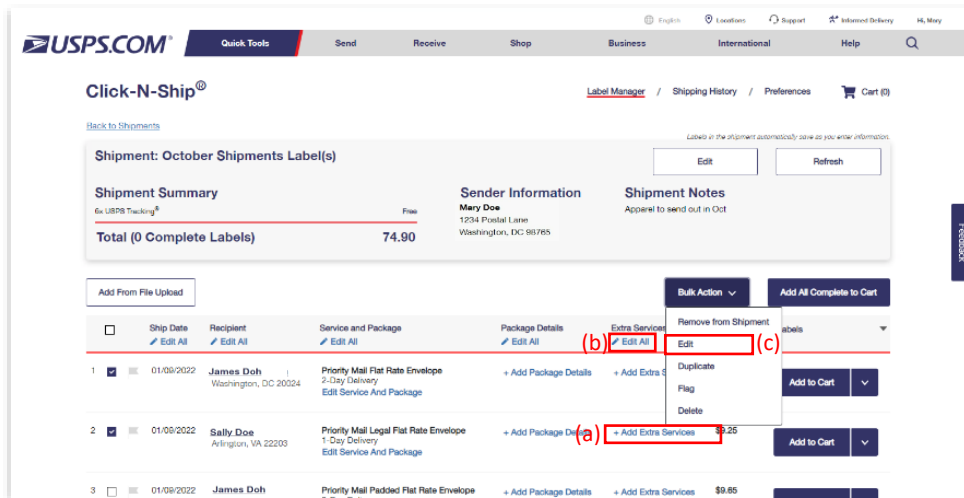 English Locations Support Informed Delivery Hi, Mary
USPS.COM® Quick Tools Send Receive Shop Business International Help
Click-N-Ship®
Label Manager / Shipping History / Preferences Cart (0)
Back to Shipments
Labels in the shipment automatically save as you enter information.
Shipment: October Shipments Label(s) Edit Refresh
Shipment Summary Sender Information Shipment Notes
6x USPS Tracking® Free Mary Doe Apparel to send out in Oct
1234 Postal Lane
Total (0 Complete Labels) 74.90 Washington, DC 98765
Feedback
Add From File Upload Bulk Action Add All Complete to Cart
Remove from Shipment
Ship Date Recipient Service and Package Package Details Extra Services abels
Edit All Edit All Edit All Edit All (b) Edit All Edit (c)
Duplicate
1 01/09/2022 James Doh Priority Mail Flat Rate Envelope + Add Package Details + Add Extra S Add to Cart
Washington, DC 20024 2-Day Delivery
Edit Service And Package
Flag
Delete
2 01/09/2022 Sally Doe Priority Mail Legal Flat Rate Envelope + Add Package Details (a) + Add Extra Services $9.25 Add to Cart
Arlington, VA 22203 1-Day Delivery
Edit Service And Package
3 01/09/2022 James Doh Priority Mail Padded Flat Rate Envelope + Add Package Details + Add Extra Services $9.65